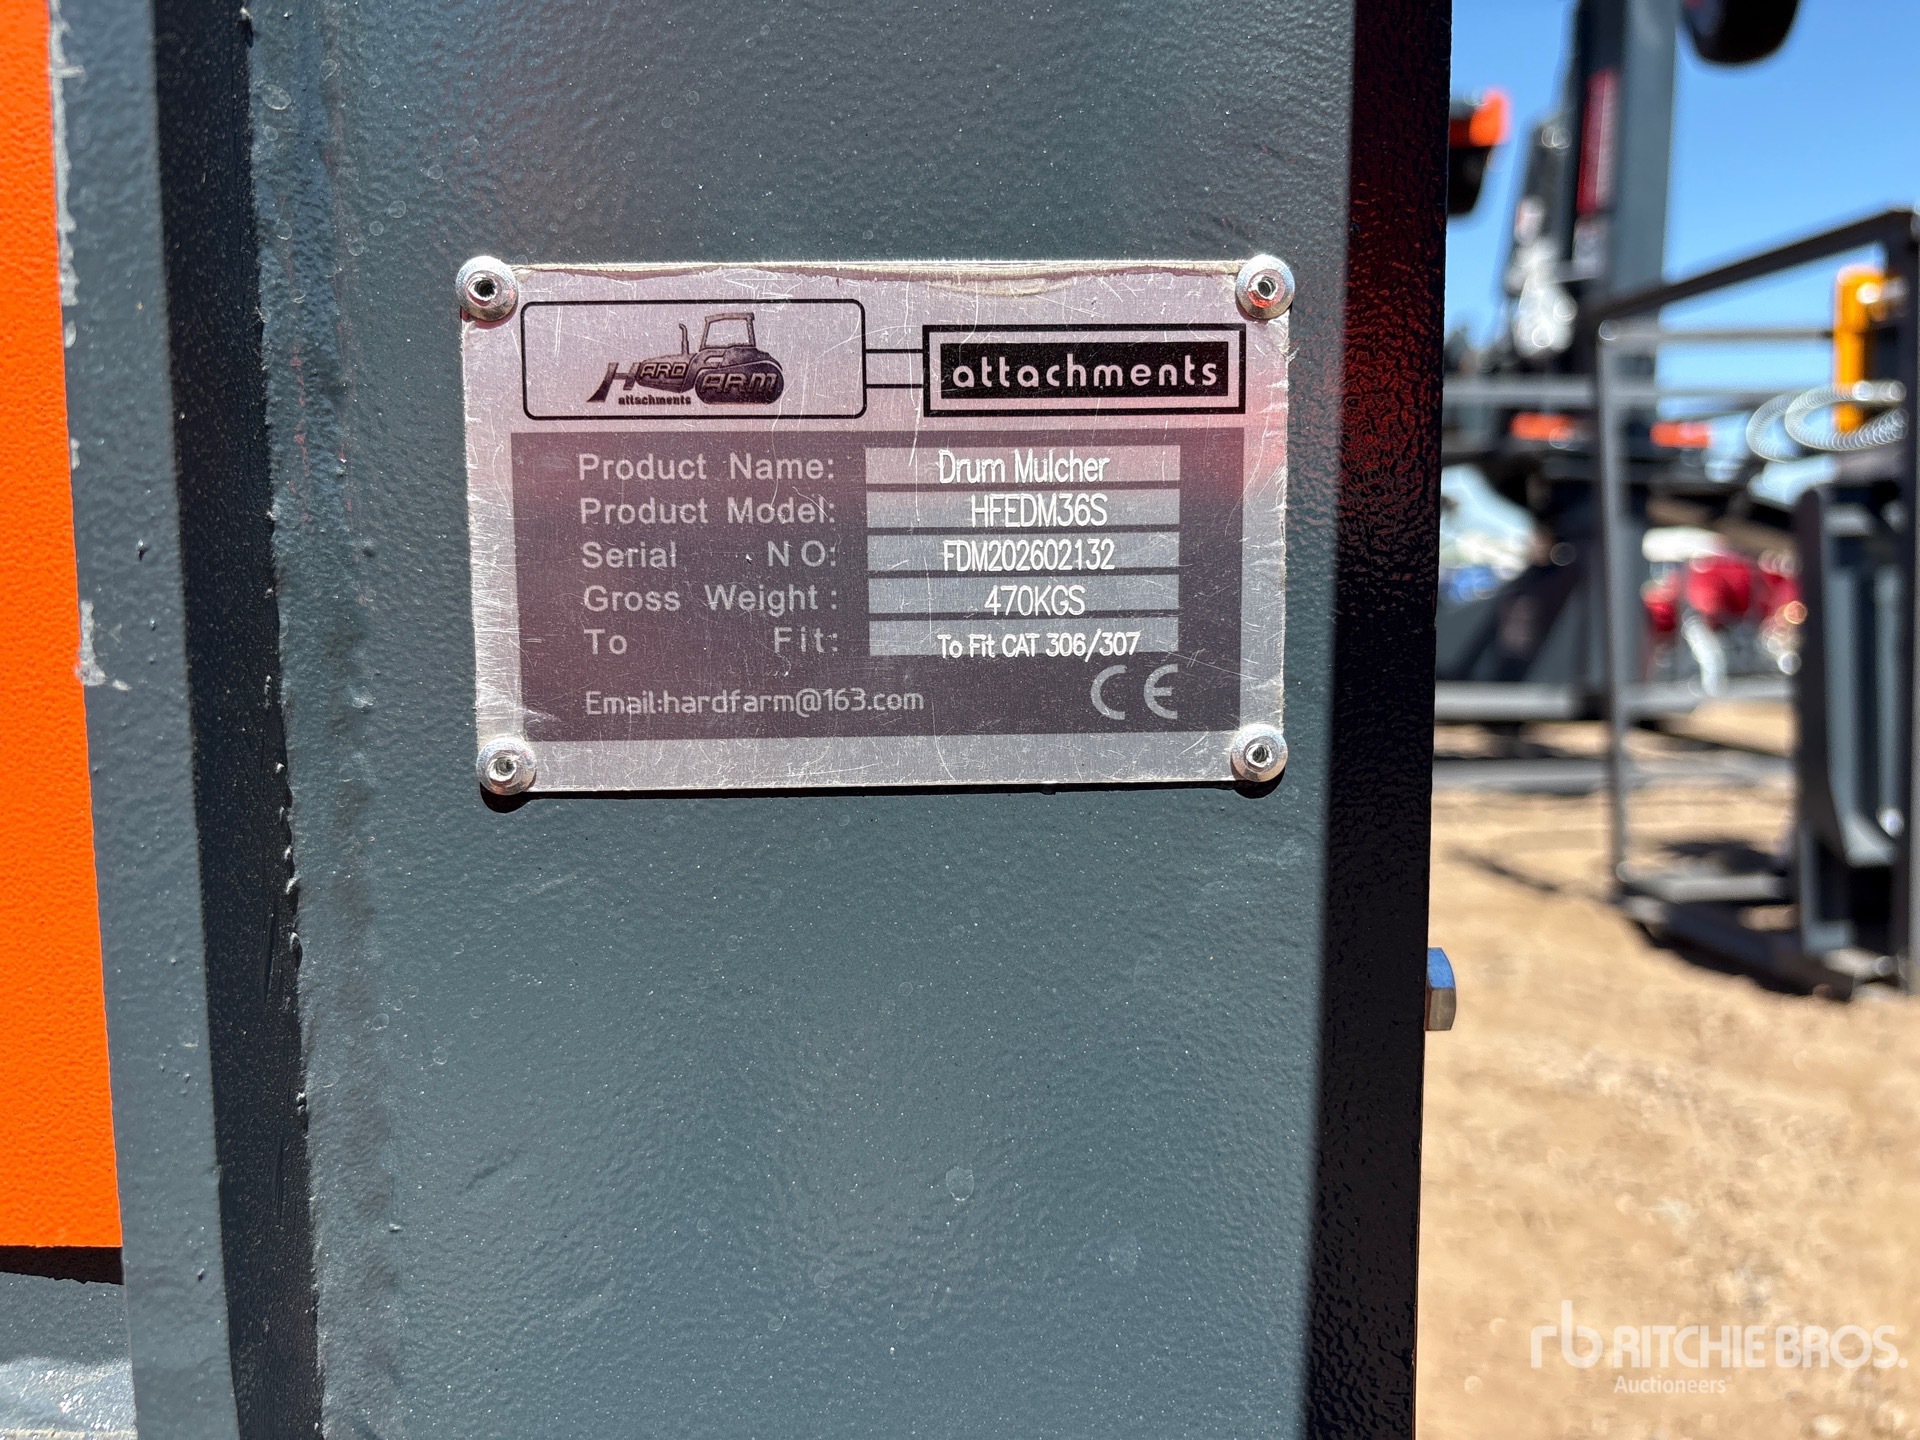 HARD FARM
attachments
attachments
Product Name: Drum Mulcher
Product Model: HFEDM36S
Serial NO: FDM202602132
Gross Weight: 470KGS
To Fit: To Fit CAT 306/307
Email:hardfarm@163.com
CE
rb RITCHIE BROS.
Auctioneers